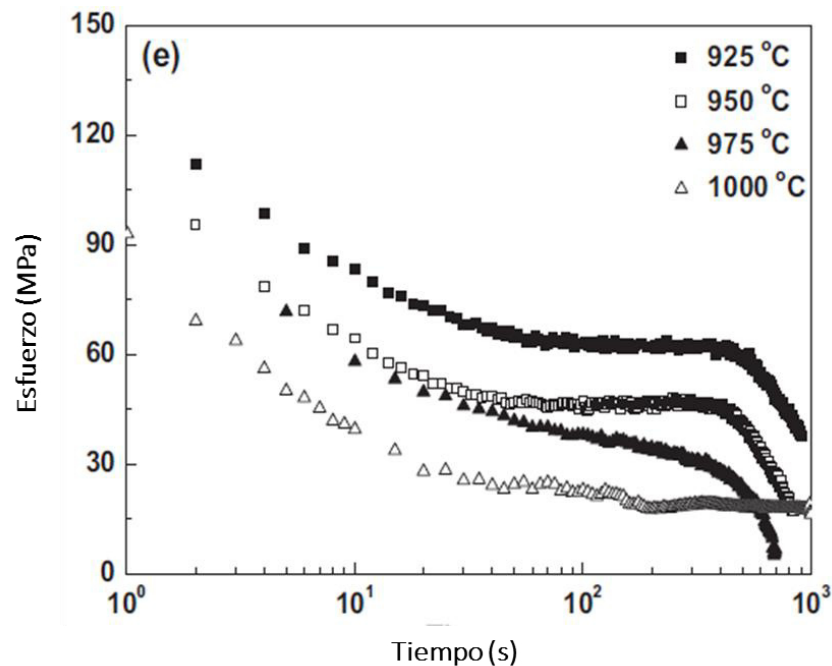 150
(e)
■ 925 °C
□ 950 °C
▲ 975 °C
△ 1000 °C
120
90
60
30
0
Esfuerzo (MPa)
10⁰
10¹
10²
10³
Tiempo (s)